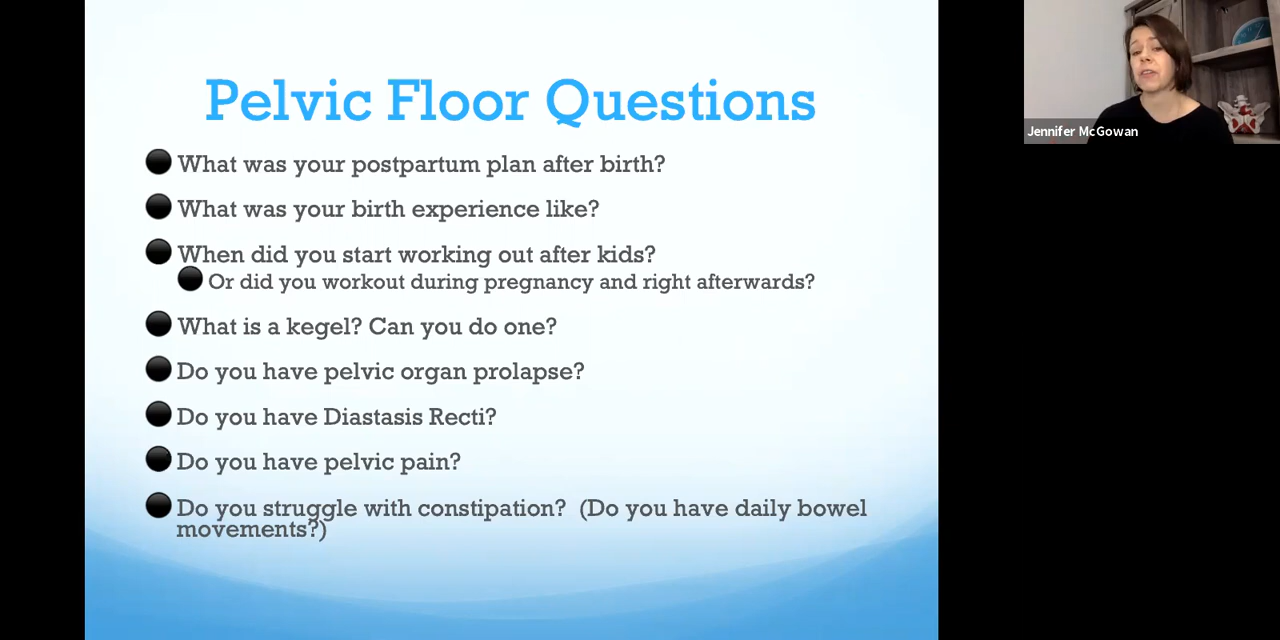 Pelvic Floor Questions
What was your postpartum plan after birth?
What was your birth experience like?
When did you start working out after kids?
Or did you workout during pregnancy and right afterwards?
What is a kegel? Can you do one?
Do you have pelvic organ prolapse?
Do you have Diastasis Recti?
Do you have pelvic pain?
Do you struggle with constipation?  (Do you have daily bowel
movements?)
Jennifer McGowan